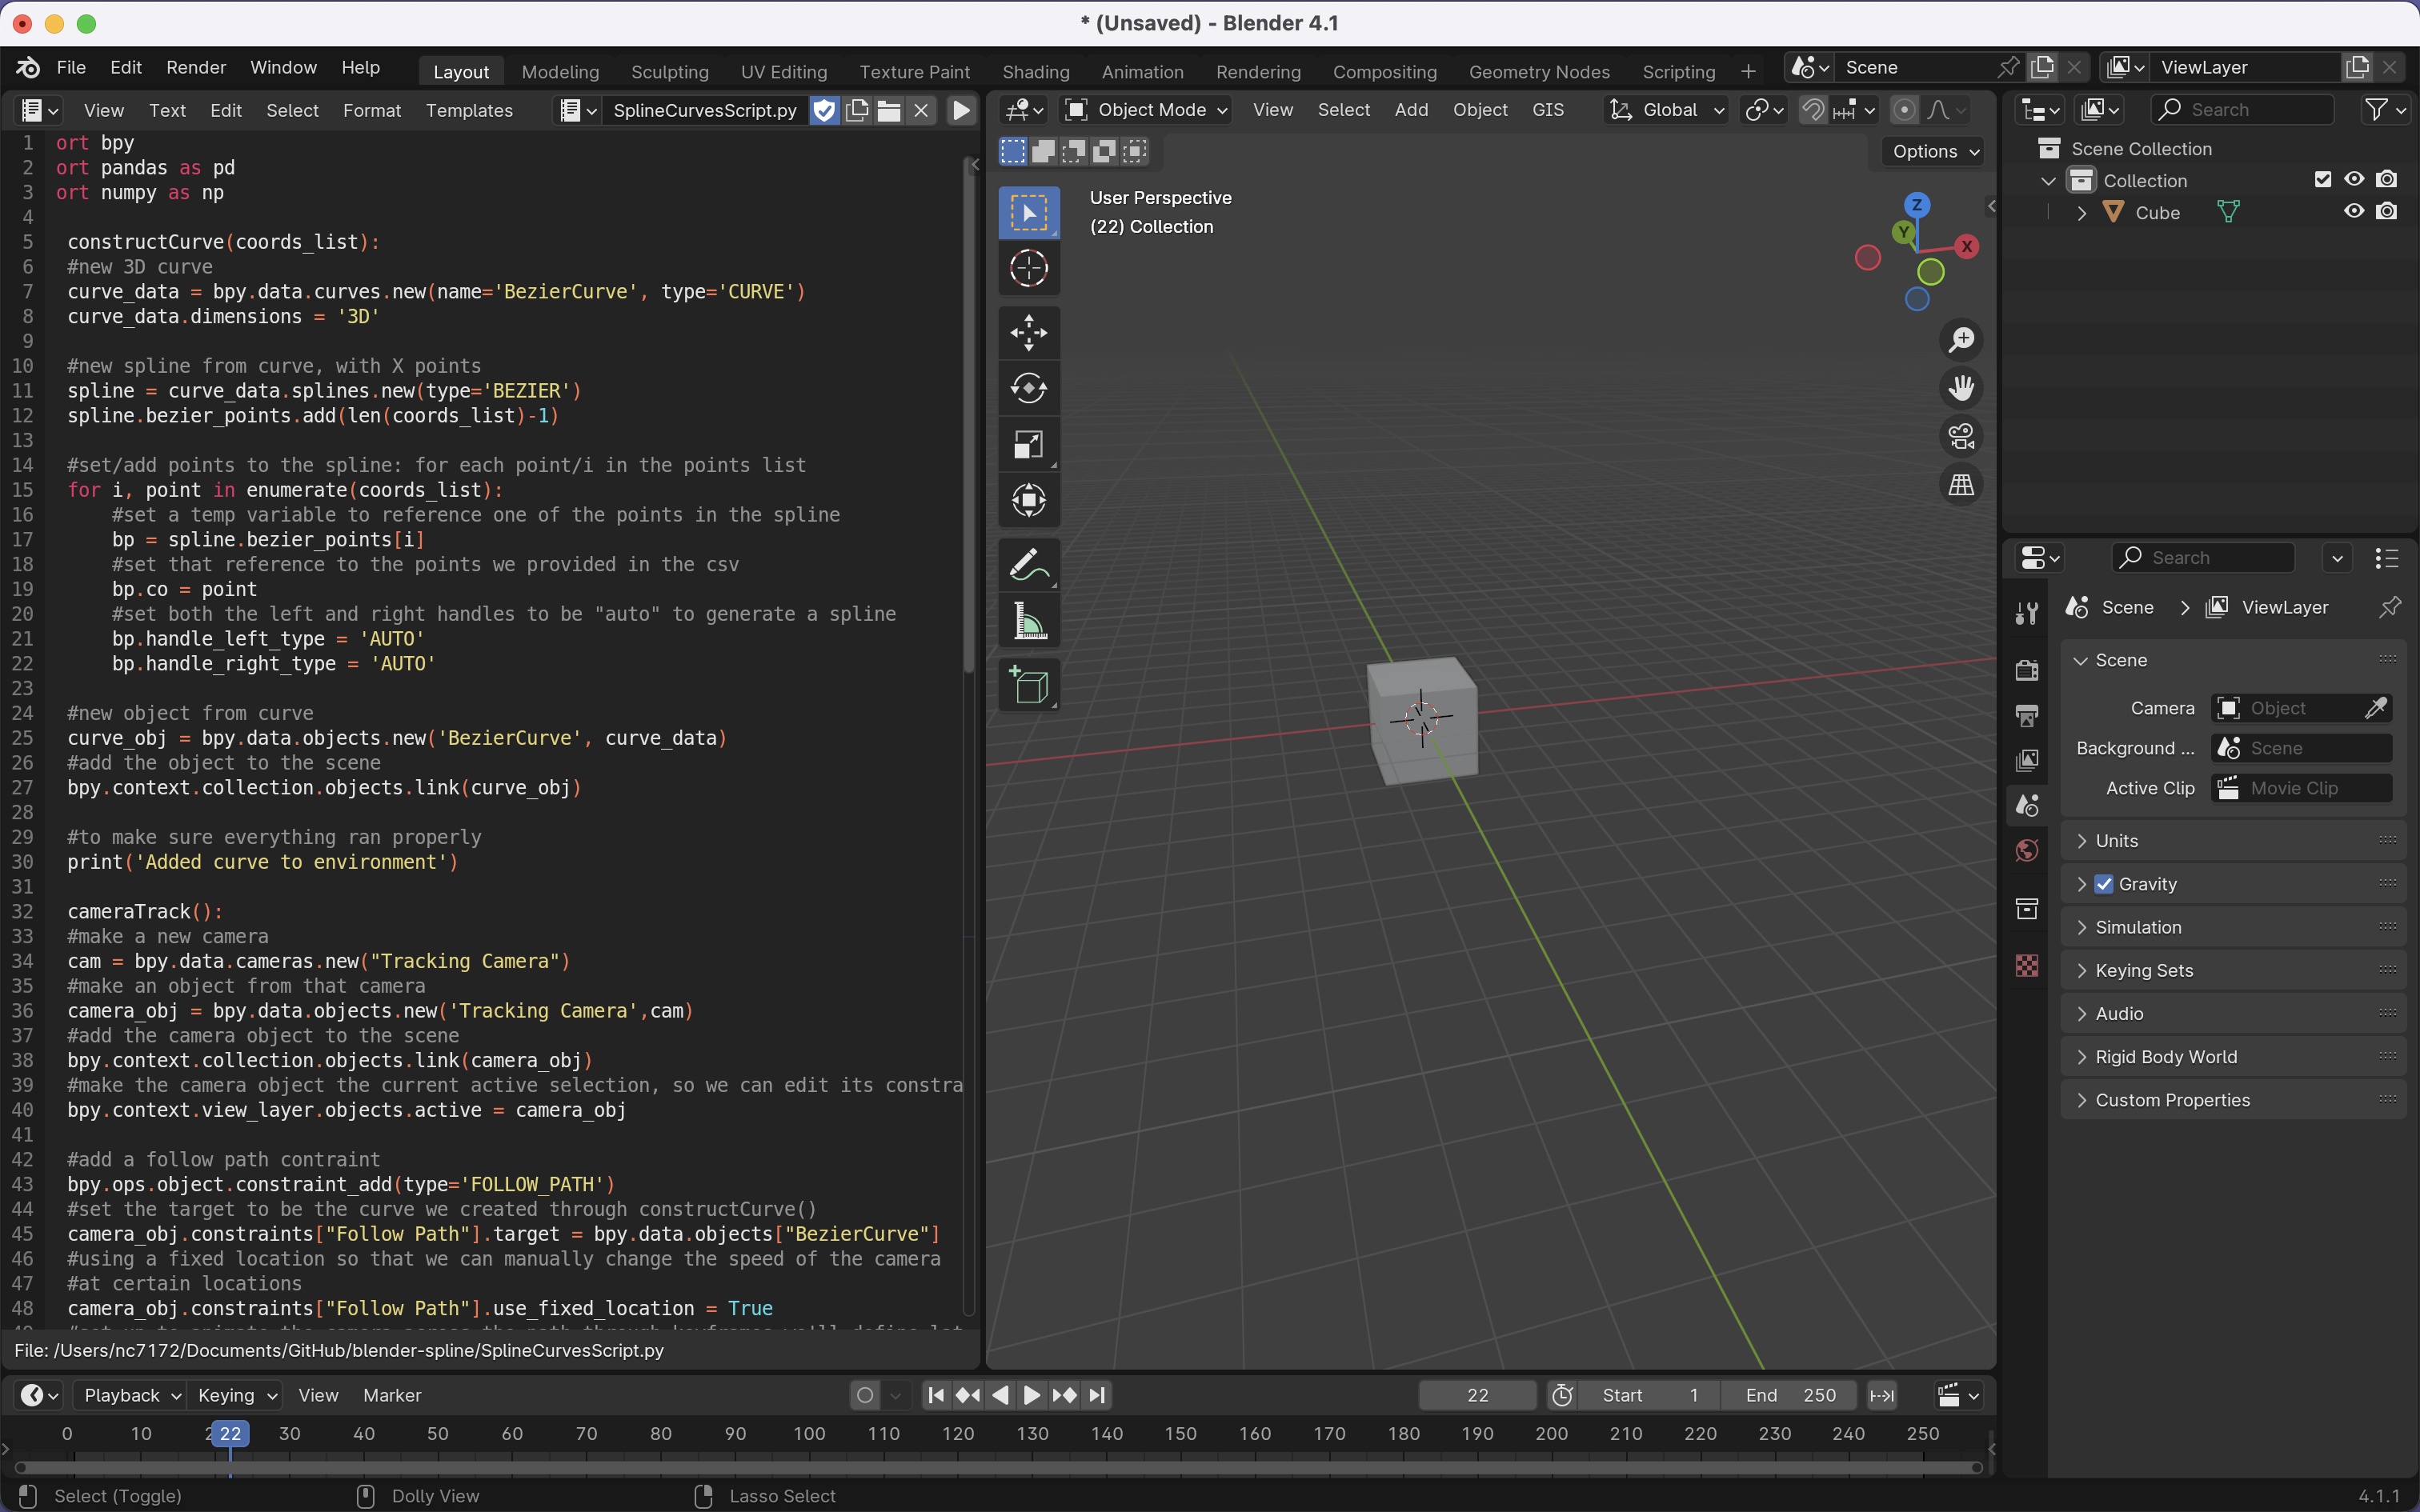 * (Unsaved) - Blender 4.1
File Edit Render Window Help Layout Modeling Sculpting UV Editing Texture Paint Shading Animation Rendering Compositing Geometry Nodes Scripting + Scene ViewLayer
View Text Edit Select Format Templates SplineCurvesScript.py
Object Mode View Select Add Object GIS Global
Search
Options
1 ort bpy
2 ort pandas as pd
3 ort numpy as np
4
5 constructCurve(coords_list):
6 #new 3D curve
7 curve_data = bpy.data.curves.new(name='BezierCurve', type='CURVE')
8 curve_data.dimensions = '3D'
9
10 #new spline from curve, with X points
11 spline = curve_data.splines.new(type='BEZIER')
12 spline.bezier_points.add(len(coords_list)-1)
13
14 #set/add points to the spline: for each point/i in the points list
15 for i, point in enumerate(coords_list):
16 #set a temp variable to reference one of the points in the spline
17 bp = spline.bezier_points[i]
18 #set that reference to the points we provided in the csv
19 bp.co = point
20 #set both the left and right handles to be "auto" to generate a spline
21 bp.handle_left_type = 'AUTO'
22 bp.handle_right_type = 'AUTO'
23
24 #new object from curve
25 curve_obj = bpy.data.objects.new('BezierCurve', curve_data)
26 #add the object to the scene
27 bpy.context.collection.objects.link(curve_obj)
28
29 #to make sure everything ran properly
30 print('Added curve to environment')
31
32 cameraTrack():
33 #make a new camera
34 cam = bpy.data.cameras.new("Tracking Camera")
35 #make an object from that camera
36 camera_obj = bpy.data.objects.new('Tracking Camera',cam)
37 #add the camera object to the scene
38 bpy.context.collection.objects.link(camera_obj)
39 #make the camera object the current active selection, so we can edit its constra
40 bpy.context.view_layer.objects.active = camera_obj
41
42 #add a follow path contraint
43 bpy.ops.object.constraint_add(type='FOLLOW_PATH')
44 #set the target to be the curve we created through constructCurve()
45 camera_obj.constraints["Follow Path"].target = bpy.data.objects["BezierCurve"]
46 #using a fixed location so that we can manually change the speed of the camera
47 #at certain locations
48 camera_obj.constraints["Follow Path"].use_fixed_location = True
File: /Users/nc7172/Documents/GitHub/blender-spline/SplineCurvesScript.py
User Perspective
(22) Collection
Z
Y
X
Scene Collection
Collection
Cube
Search
Scene > ViewLayer
Scene
Camera Object
Background ... Scene
Active Clip Movie Clip
Units
Gravity
Simulation
Keying Sets
Audio
Rigid Body World
Custom Properties
Playback Keying View Marker 22 Start 1 End 250
0 10 22 30 40 50 60 70 80 90 100 110 120 130 140 150 160 170 180 190 200 210 220 230 240 250
Select (Toggle) Dolly View Lasso Select 4.1.1